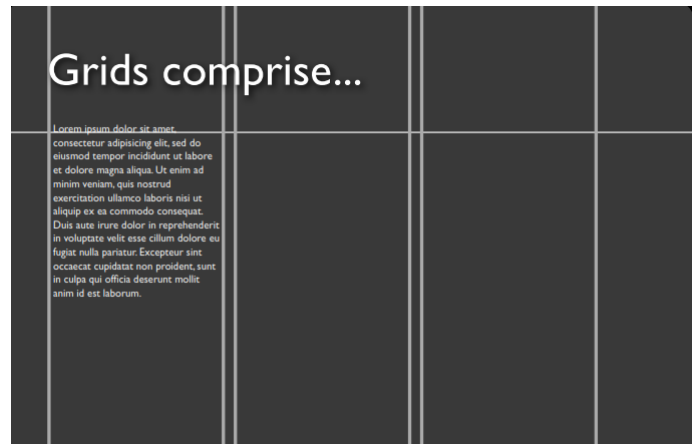 Grids comprise...
Lorem ipsum dolor sit amet,
consectetur adipisicing elit, sed do
eiusmod tempor incididunt ut labore
et dolore magna aliqua. Ut enim ad
minim veniam, quis nostrud
exercitation ullamco laboris nisi ut
aliquip ex ea commodo consequat.
Duis aute irure dolor in reprehenderit
in voluptate velit esse cillum dolore eu
fugiat nulla pariatur. Excepteur sint
occaecat cupidatat non proident, sunt
in culpa qui officia deserunt mollit
anim id est laborum.